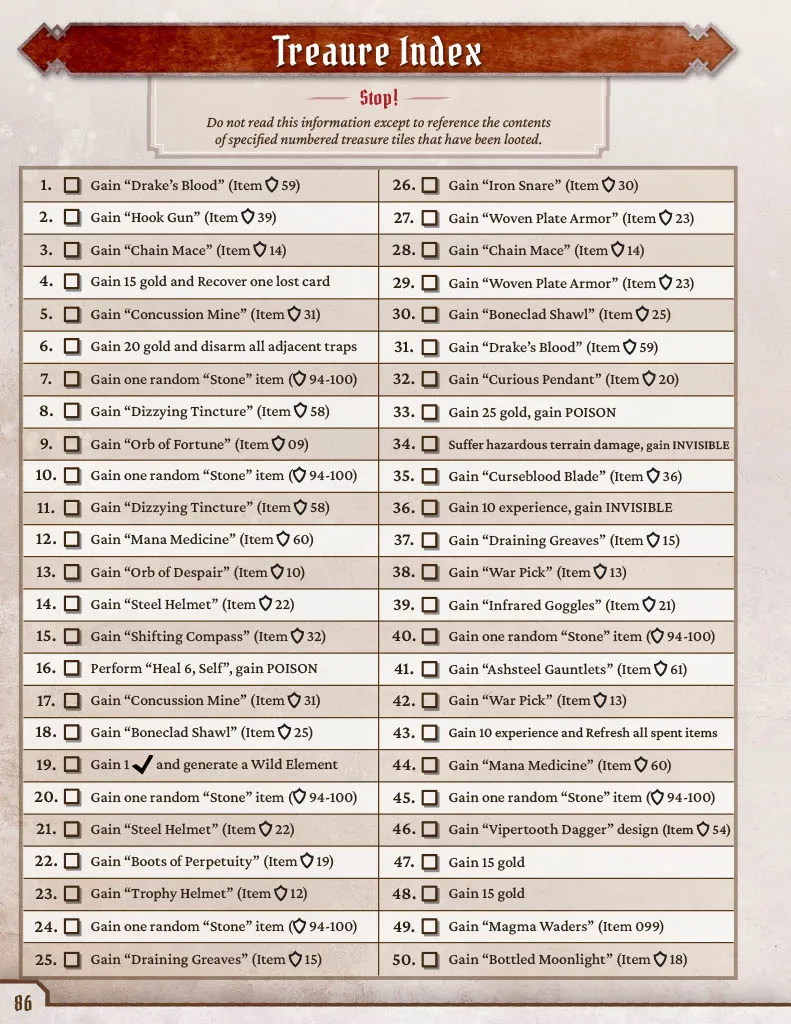 Treaure Index
Stop!
Do not read this information except to reference the contents
of specified numbered treasure tiles that have been looted.
1. Gain “Drake’s Blood” (Item 59)
2. Gain “Hook Gun” (Item 39)
3. Gain “Chain Mace” (Item 14)
4. Gain 15 gold and Recover one lost card
5. Gain “Concussion Mine” (Item 31)
6. Gain 20 gold and disarm all adjacent traps
7. Gain one random “Stone” item (94-100)
8. Gain “Dizzying Tincture” (Item 58)
9. Gain “Orb of Fortune” (Item 09)
10. Gain one random “Stone” item (94-100)
11. Gain “Dizzying Tincture” (Item 58)
12. Gain “Mana Medicine” (Item 60)
13. Gain “Orb of Despair” (Item 10)
14. Gain “Steel Helmet” (Item 22)
15. Gain “Shifting Compass” (Item 32)
16. Perform “Heal 6, Self”, gain POISON
17. Gain “Concussion Mine” (Item 31)
18. Gain “Boneclad Shawl” (Item 25)
19. Gain 1 ✓ and generate a Wild Element
20. Gain one random “Stone” item (94-100)
21. Gain “Steel Helmet” (Item 22)
22. Gain “Boots of Perpetuity” (Item 19)
23. Gain “Trophy Helmet” (Item 12)
24. Gain one random “Stone” item (94-100)
25. Gain “Draining Greaves” (Item 15)
26. Gain “Iron Snare” (Item 30)
27. Gain “Woven Plate Armor” (Item 23)
28. Gain “Chain Mace” (Item 14)
29. Gain “Woven Plate Armor” (Item 23)
30. Gain “Boneclad Shawl” (Item 25)
31. Gain “Drake’s Blood” (Item 59)
32. Gain “Curious Pendant” (Item 20)
33. Gain 25 gold, gain POISON
34. Suffer hazardous terrain damage, gain INVISIBLE
35. Gain “Curseblood Blade” (Item 36)
36. Gain 10 experience, gain INVISIBLE
37. Gain “Draining Greaves” (Item 15)
38. Gain “War Pick” (Item 13)
39. Gain “Infrared Goggles” (Item 21)
40. Gain one random “Stone” item (94-100)
41. Gain “Ashsteel Gauntlets” (Item 61)
42. Gain “War Pick” (Item 13)
43. Gain 10 experience and Refresh all spent items
44. Gain “Mana Medicine” (Item 60)
45. Gain one random “Stone” item (94-100)
46. Gain “Vipertooth Dagger” design (Item 54)
47. Gain 15 gold
48. Gain 15 gold
49. Gain “Magma Waders” (Item 099)
50. Gain “Bottled Moonlight” (Item 18)
86